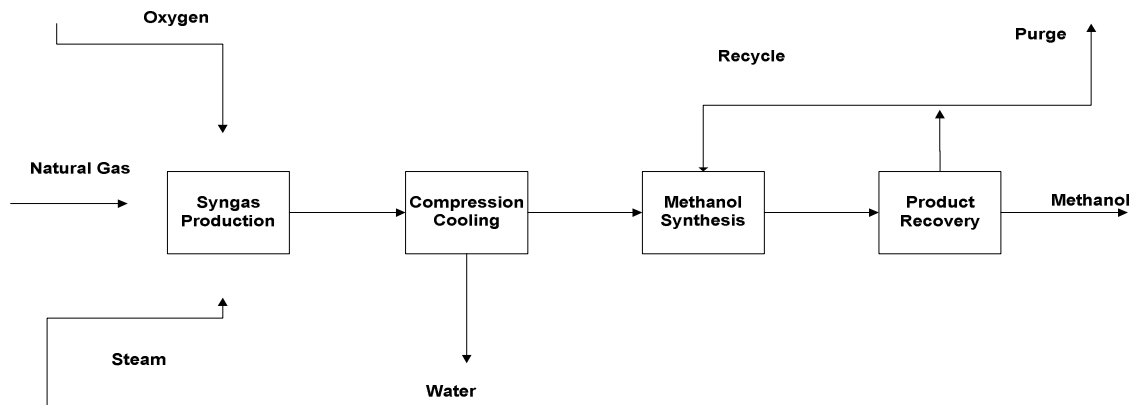 Oxygen
Purge
Recycle
Natural Gas
Syngas
Production
Compression
Cooling
Methanol
Synthesis
Product
Recovery
Methanol
Steam
Water